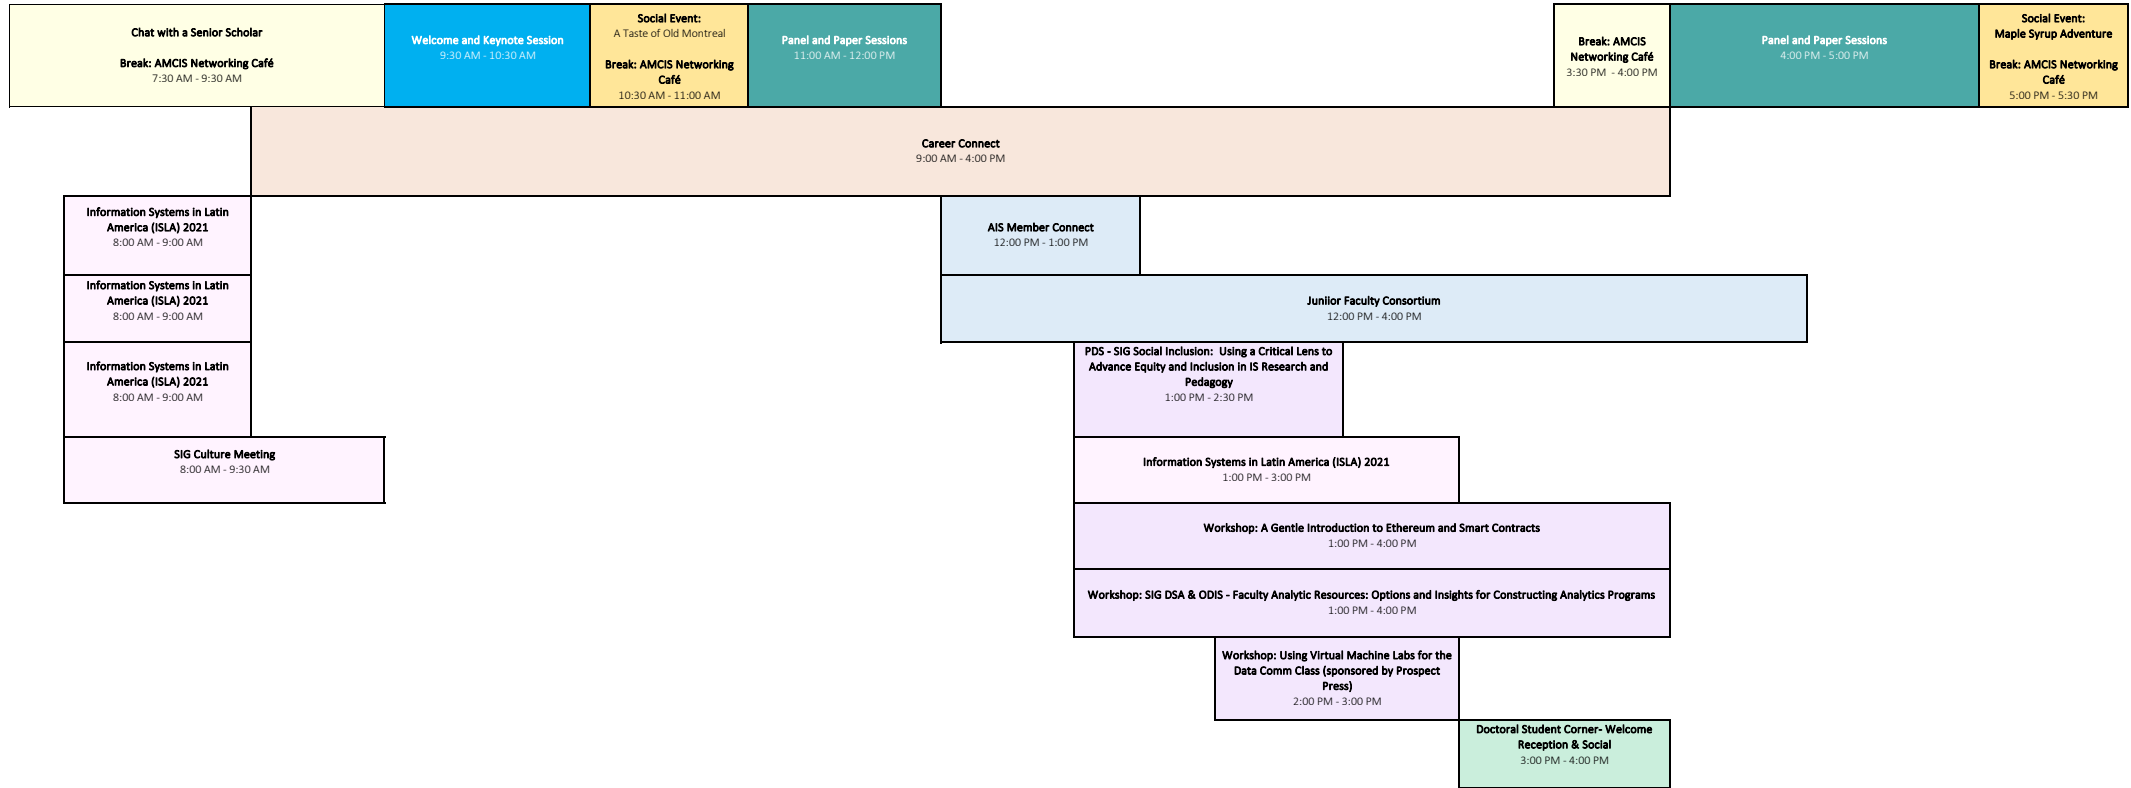 Chat with a Senior Scholar
Break: AMCIS Networking Café
7:30 AM - 9:30 AM
Welcome and Keynote Session
9:30 AM - 10:30 AM
Social Event:
A Taste of Old Montreal
Break: AMCIS Networking
Café
10:30 AM - 11:00 AM
Panel and Paper Sessions
11:00 AM - 12:00 PM
Break: AMCIS
Networking Café
3:30 PM - 4:00 PM
Panel and Paper Sessions
4:00 PM - 5:00 PM
Social Event:
Maple Syrup Adventure
Break: AMCIS Networking
Café
5:00 PM - 5:30 PM
Career Connect
9:00 AM - 4:00 PM
Information Systems in Latin
America (ISLA) 2021
8:00 AM - 9:00 AM
AIS Member Connect
12:00 PM - 1:00 PM
Information Systems in Latin
America (ISLA) 2021
8:00 AM - 9:00 AM
Juniior Faculty Consortium
12:00 PM - 4:00 PM
Information Systems in Latin
America (ISLA) 2021
8:00 AM - 9:00 AM
PDS - SIG Social Inclusion: Using a Critical Lens to
Advance Equity and Inclusion in IS Research and
Pedagogy
1:00 PM - 2:30 PM
SIG Culture Meeting
8:00 AM - 9:30 AM
Information Systems in Latin America (ISLA) 2021
1:00 PM - 3:00 PM
Workshop: A Gentle Introduction to Ethereum and Smart Contracts
1:00 PM - 4:00 PM
Workshop: SIG DSA & ODIS - Faculty Analytic Resources: Options and Insights for Constructing Analytics Programs
1:00 PM - 4:00 PM
Workshop: Using Virtual Machine Labs for the
Data Comm Class (sponsored by Prospect
Press)
2:00 PM - 3:00 PM
Doctoral Student Corner- Welcome
Reception & Social
3:00 PM - 4:00 PM